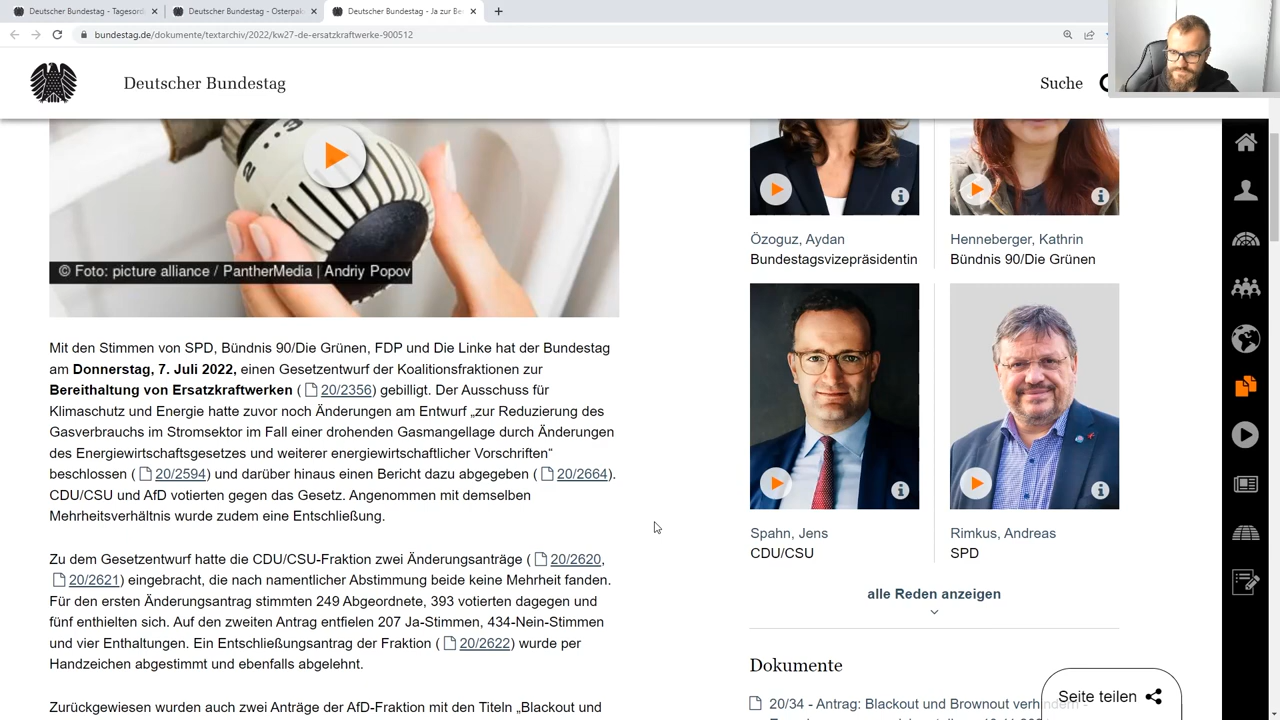 Deutscher Bundestag - Tagesord
Deutscher Bundestag - Osterpak
Deutscher Bundestag - Ja zur Be
bundestag.de/dokumente/textarchiv/2022/kw27-de-ersatzkraftwerke-900512
Deutscher Bundestag
Suche
2
3
© Foto: picture alliance / PantherMedia | Andriy Popov
Mit den Stimmen von SPD, Bündnis 90/Die Grünen, FDP und Die Linke hat der Bundestag
am Donnerstag, 7. Juli 2022, einen Gesetzentwurf der Koalitionsfraktionen zur
Bereithaltung von Ersatzkraftwerken ( 20/2356) gebilligt. Der Ausschuss für
Klimaschutz und Energie hatte zuvor noch Änderungen am Entwurf „zur Reduzierung des
Gasverbrauchs im Stromsektor im Fall einer drohenden Gasmangellage durch Änderungen
des Energiewirtschaftsgesetzes und weiterer energiewirtschaftlicher Vorschriften“
beschlossen ( 20/2594) und darüber hinaus einen Bericht dazu abgegeben ( 20/2664).
CDU/CSU und AfD votierten gegen das Gesetz. Angenommen mit demselben
Mehrheitsverhältnis wurde zudem eine Entschließung.
Zu dem Gesetzentwurf hatte die CDU/CSU-Fraktion zwei Änderungsanträge ( 20/2620,
20/2621) eingebracht, die nach namentlicher Abstimmung beide keine Mehrheit fanden.
Für den ersten Änderungsantrag stimmten 249 Abgeordnete, 393 votierten dagegen und
fünf enthielten sich. Auf den zweiten Antrag entfielen 207 Ja-Stimmen, 434-Nein-Stimmen
und vier Enthaltungen. Ein Entschließungsantrag der Fraktion ( 20/2622) wurde per
Handzeichen abgestimmt und ebenfalls abgelehnt.
Zurückgewiesen wurden auch zwei Anträge der AfD-Fraktion mit den Titeln „Blackout und
Özoguz, Aydan
Bundestagsvizepräsidentin
Henneberger, Kathrin
Bündnis 90/Die Grünen
Spahn, Jens
CDU/CSU
Rimkus, Andreas
SPD
alle Reden anzeigen
Dokumente
20/34 - Antrag: Blackout und Brownout verhindern -
Seite teilen